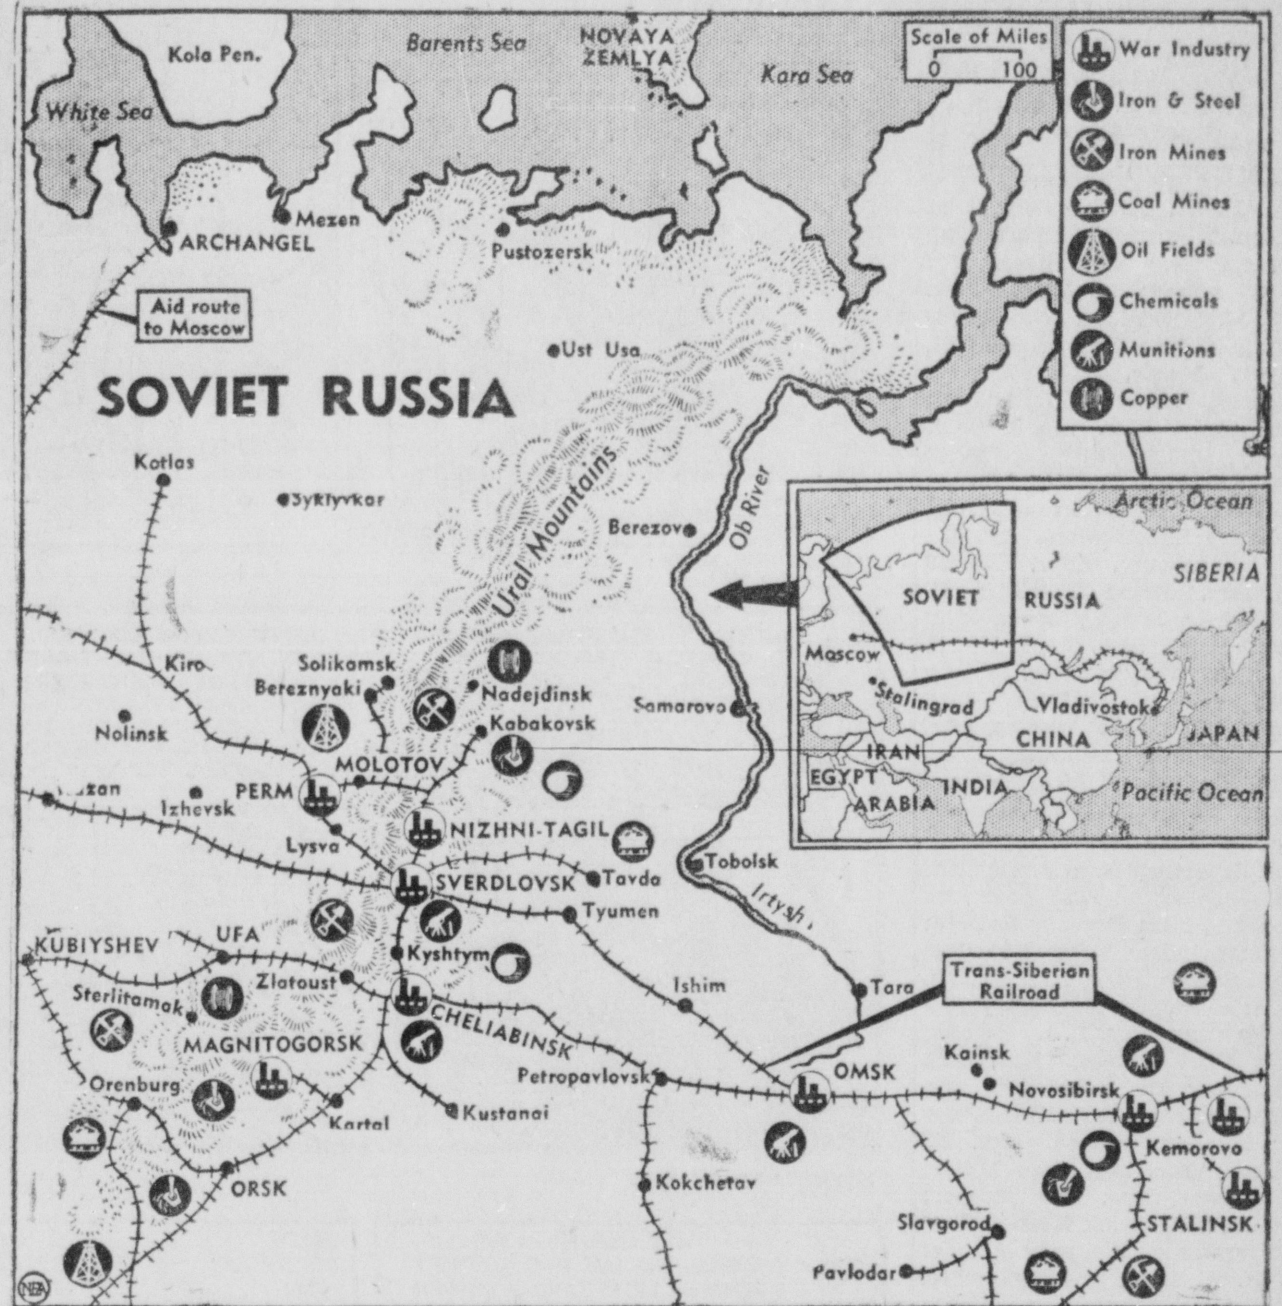 Kola Pen.
Barents Sea
NOVAYA
ZEMLYA
Kara Sea
White Sea
Scale of Miles
0 100
War Industry
Iron & Steel
Iron Mines
Coal Mines
Oil Fields
Chemicals
Munitions
Copper
ARCHANGEL
Mezen
Pustozersk
Aid route
to Moscow
Ust Usa
SOVIET RUSSIA
Kotlas
Syklyvkar
Ural Mountains
Berezov
Ob River
Arctic Ocean
SIBERIA
SOVIET RUSSIA
Moscow
Stalingrad
Vladivostok
IRAN
CHINA
JAPAN
EGYPT
ARABIA
INDIA
Pacific Ocean
Kiro
Solikamsk
Bereznyaki
Nadejdinsk
Kabakovsk
Samarovo
Nolinsk
MOLOTOV
PERM
Izhevsk
zan
Lysva
NIZHNI-TAGIL
SVERDLOVSK
Tavda
Tobolsk
Tyumen
Irtysh
KUBIYSHEV
UFA
Kyshtym
Zlatoust
Sterlitamak
CHELIABINSK
Ishim
Tara
Trans-Siberian
Railroad
MAGNITOGORSK
Orenburg
Kartal
Kustanai
Petropavlovsk
OMSK
Kainsk
Novosibirsk
Kemorovo
ORSK
Kokchetav
Slavgorod
STALINSK
Pavlodar
NEA